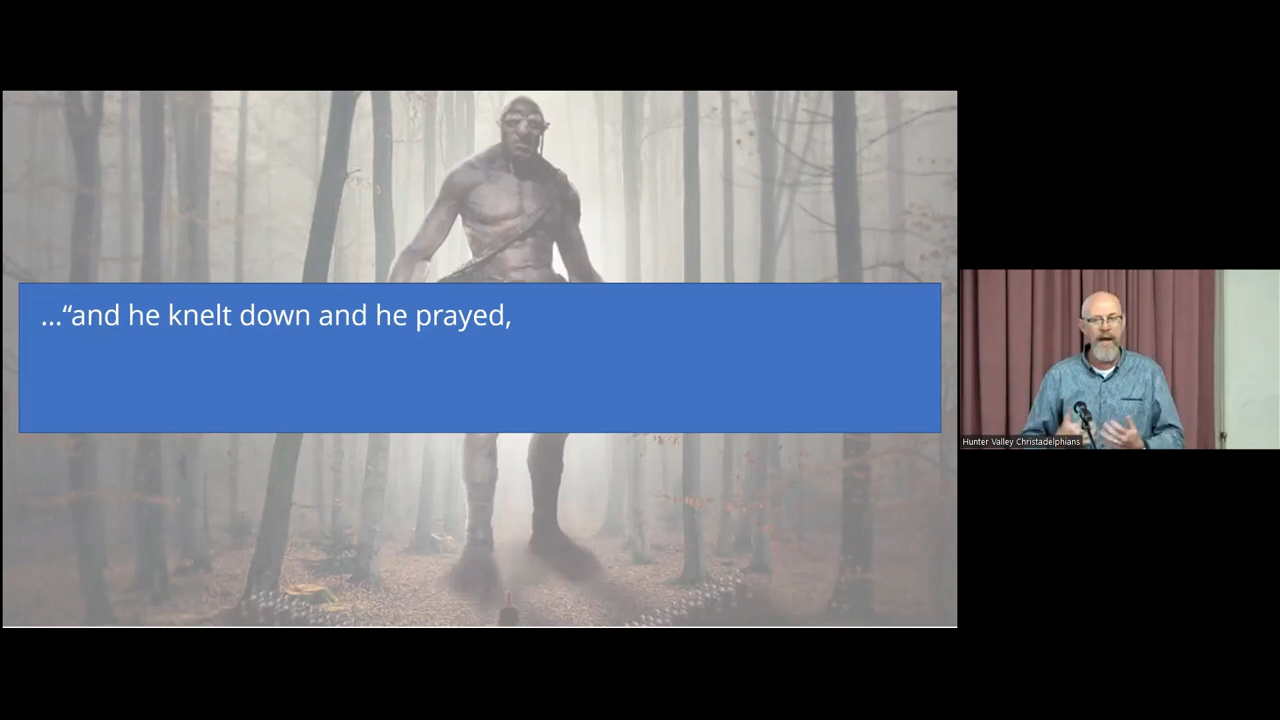 …“and he knelt down and he prayed,
Hunter Valley Christadelphians